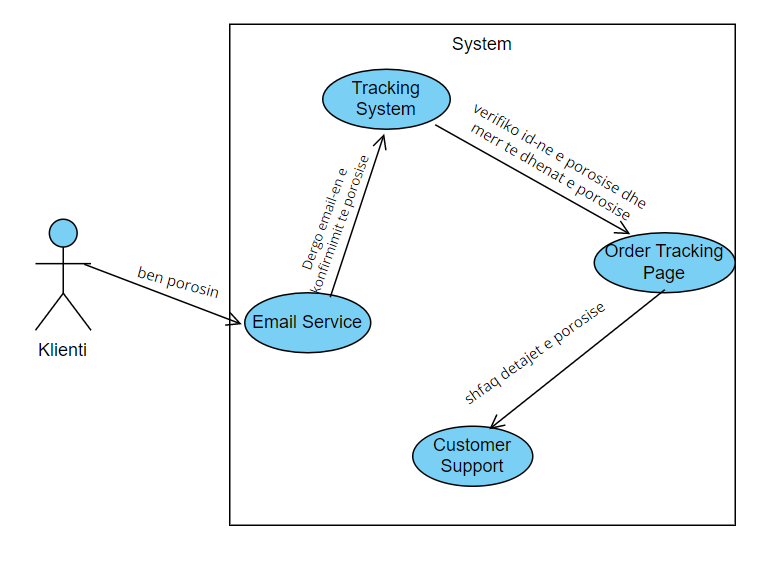 System
Tracking
System
verifiko id-ne e porosise dhe
merr te dhenat e porosise
Dergo email-en e
konfirmimit te porosise
Order Tracking
Page
ben porosin
Email Service
Klienti
shfaq detajet e porosise
Customer
Support